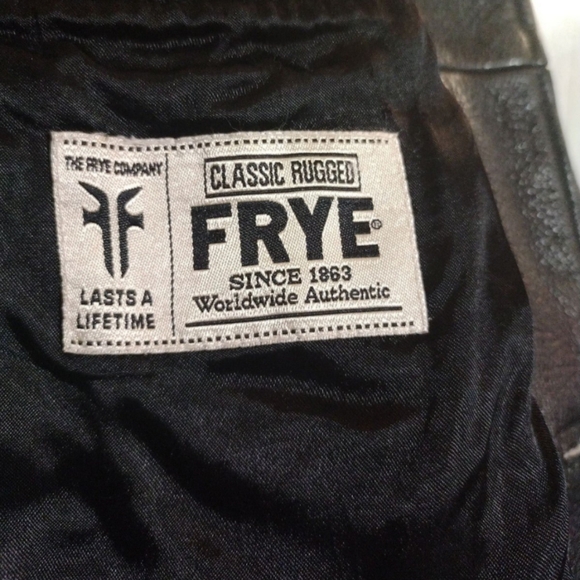 THE FRYE COMPANY
LASTS A
LIFETIME
CLASSIC RUGGED
FRYE®
SINCE 1863
Worldwide Authentic